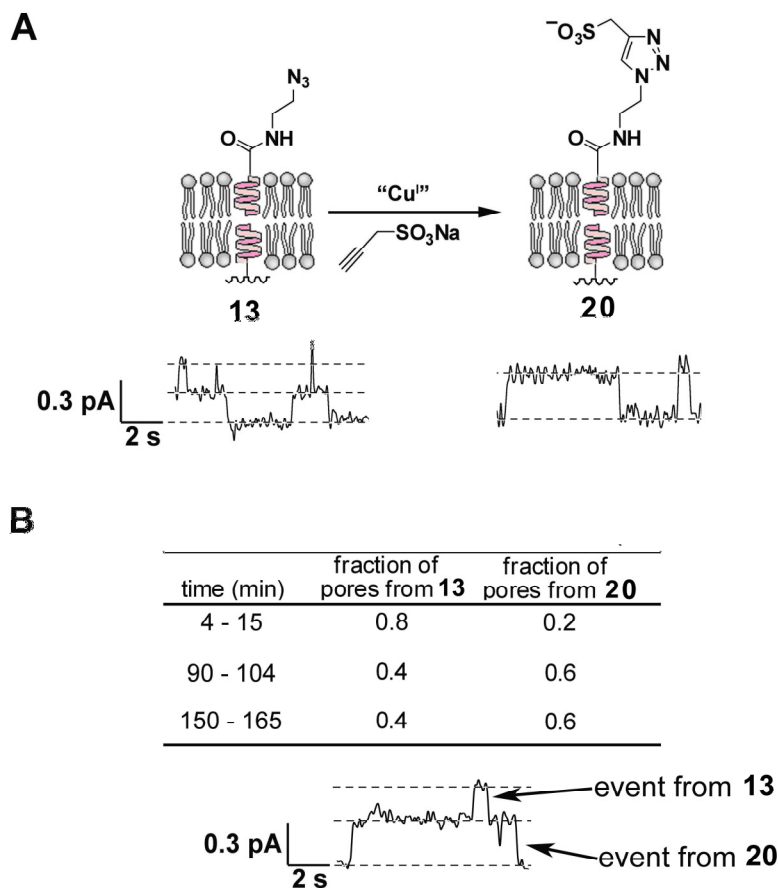 A
N₃
O
NH
⁻O₃S
N
N
N
O
NH
"Cuᴵ"
SO₃Na
13
20
0.3 pA
2 s
B
time (min)
fraction of
pores from 13
fraction of
pores from 20
4 - 15 0.8 0.2
90 - 104 0.4 0.6
150 - 165 0.4 0.6
event from 13
0.3 pA
event from 20
2 s